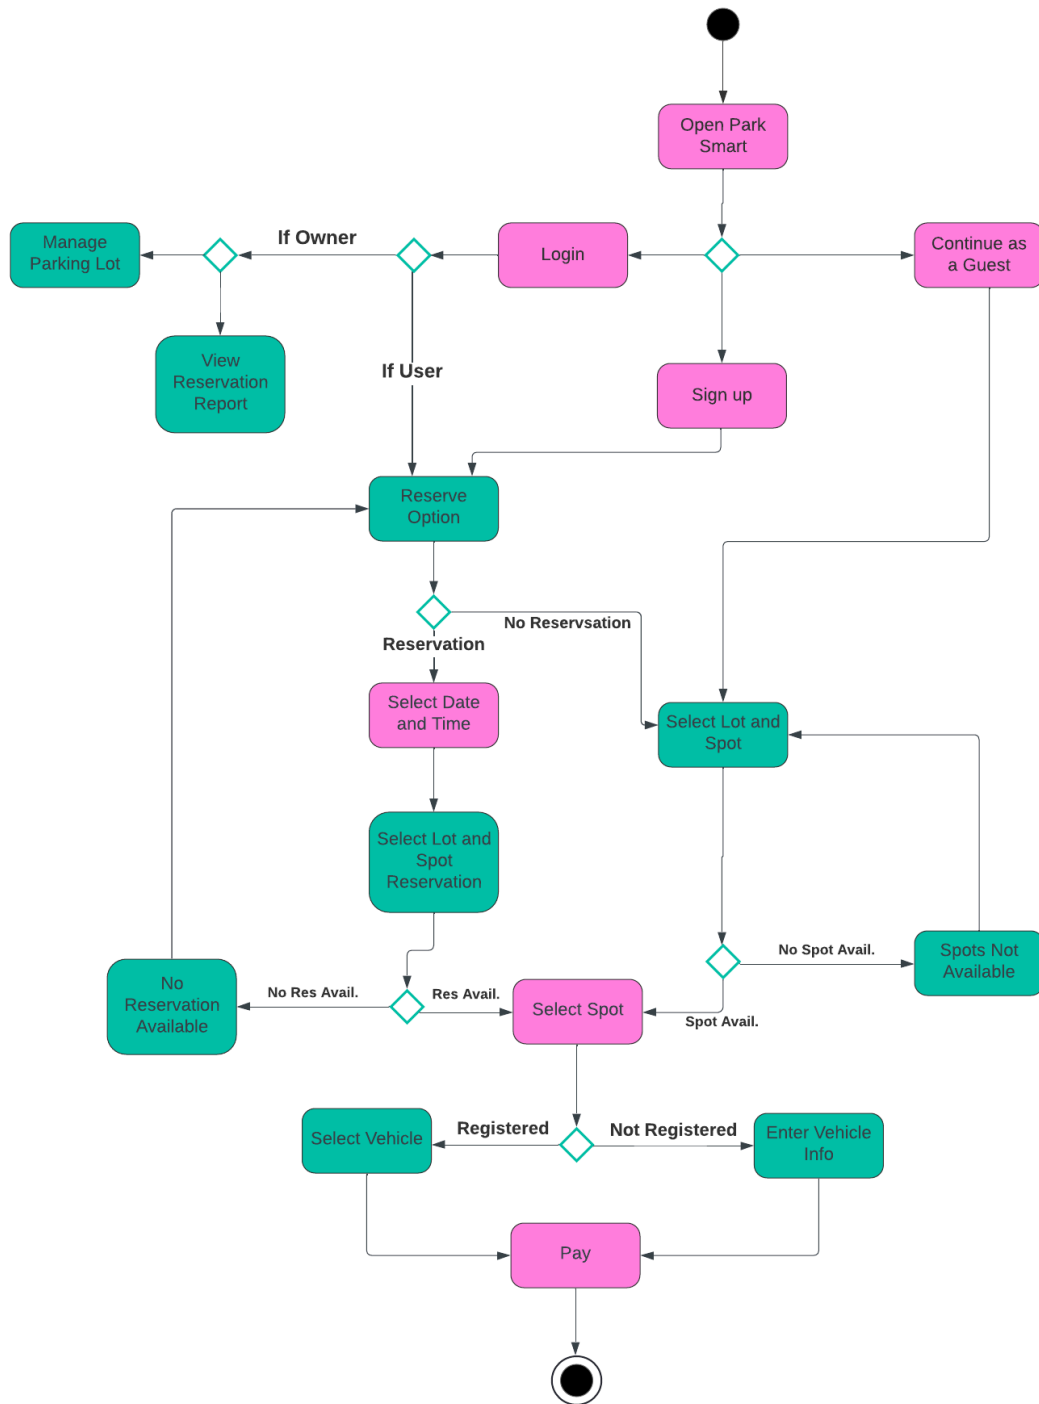 Open Park
Smart
Manage
Parking Lot
If Owner
Login
Continue as
a Guest
View
Reservation
Report
If User
Sign up
Reserve
Option
No Reservsation
Reservation
Select Date
and Time
Select Lot and
Spot
Select Lot and
Spot
Reservation
No Spot Avail.
Spots Not
Available
No
Reservation
Available
No Res Avail.
Res Avail.
Select Spot
Spot Avail.
Select Vehicle
Registered
Not Registered
Enter Vehicle
Info
Pay